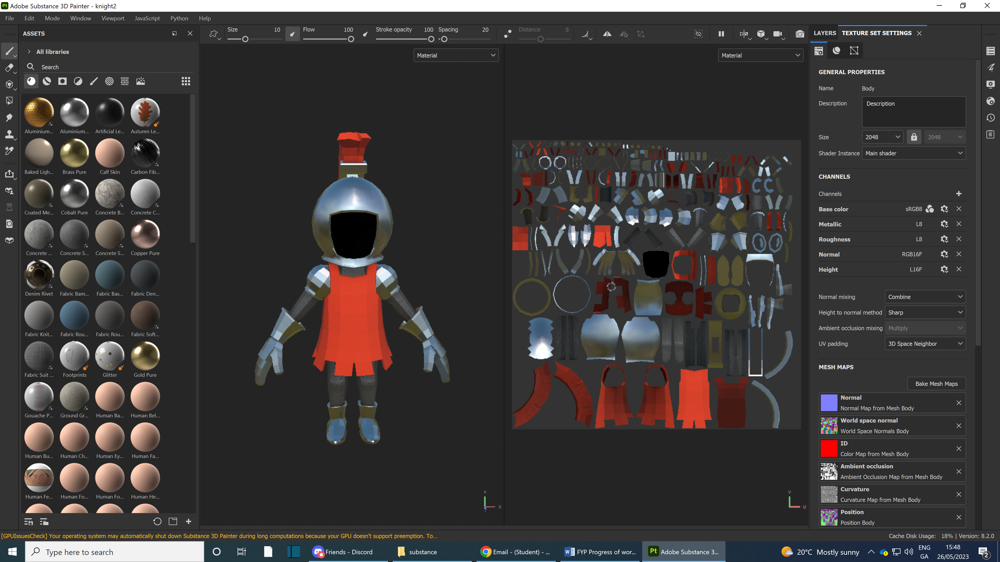 Pt Adobe Substance 3D Painter - knight2
File Edit Mode Window Viewport JavaScript Python Help
ASSETS
All libraries
Search
Aluminium... Aluminium... Artificial Le... Autumn Le...
Baked Ligh... Brass Pure Calf Skin Carbon Fib...
Coated Me... Cobalt Pure Concrete B... Concrete C...
Concrete ... Concrete S... Concrete S... Copper Pure
Denim Rivet Fabric Bam... Fabric Bas... Fabric Den...
Fabric Knit... Fabric Rou... Fabric Rou... Fabric Soft...
Fabric Suit ... Footprints Glitter Gold Pure
Gouache P... Ground Gr... Human Ba... Human Bel...
Human Bu... Human Ch... Human Ey... Human Fa...
Human Fe... Human Fo... Human Fo... Human He...
Size 10 Flow 100 Stroke opacity 100 Spacing 20 Distance 8
Material
Material
Y
X
Z
V
U
LAYERS TEXTURE SET SETTINGS
GENERAL PROPERTIES
Name Body
Description Description
Size 2048 2048
Shader Instance Main shader
CHANNELS
Channels
Base color sRGB8
Metallic L8
Roughness L8
Normal RGB16F
Height L16F
Normal mixing Combine
Height to normal method Sharp
Ambient occlusion mixing Multiply
UV padding 3D Space Neighbor
MESH MAPS
Bake Mesh Maps
Normal
Normal Map from Mesh Body
World space normal
World Space Normals Body
ID
Color Map from Mesh Body
Ambient occlusion
Ambient Occlusion Map from Mesh Body
Curvature
Curvature Map from Mesh Body
Position
Position Body
[GPUIssuesCheck] Your operating system may automatically shut down Substance 3D Painter during long computations because your GPU doesn't support preemption. To...
Cache Disk Usage: 18% | Version: 8.2.0
Type here to search
Friends - Discord
substance
Email - (Student) - ...
W FYP Progress of wor...
Pt Adobe Substance 3...
20°C Mostly sunny
ENG
GA
15:48
26/05/2023
2